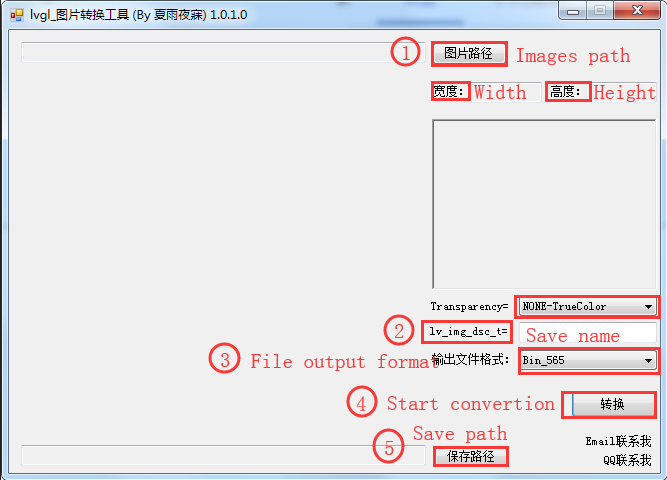 lvgl_图片转换工具 (By 夏雨夜寐) 1.0.1.0
1 图片路径 Images path
宽度: Width 高度: Height
Transparency= NONE-TrueColor
2 lv_img_dsc_t= Save name
3 File output format 输出文件格式: Bin_565
4 Start convertion 转换
5 Save path
保存路径
Email联系我
QQ联系我